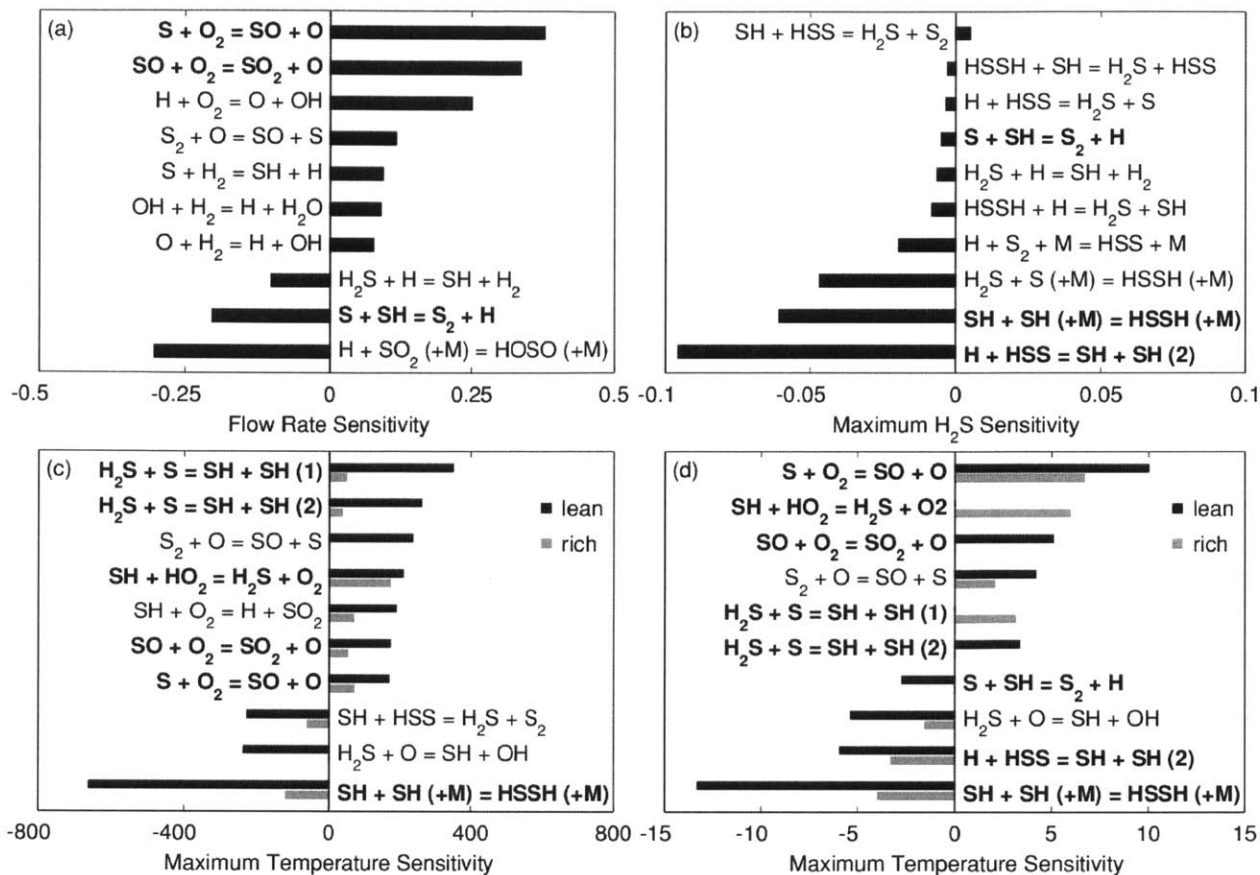 (a)
S + O₂ = SO + O
SO + O₂ = SO₂ + O
H + O₂ = O + OH
S₂ + O = SO + S
S + H₂ = SH + H
OH + H₂ = H + H₂O
O + H₂ = H + OH
H₂S + H = SH + H₂
S + SH = S₂ + H
H + SO₂ (+M) = HOSO (+M)
-0.5 -0.25 0 0.25 0.5
Flow Rate Sensitivity
(b)
SH + HSS = H₂S + S₂
HSSH + SH = H₂S + HSS
H + HSS = H₂S + S
S + SH = S₂ + H
H₂S + H = SH + H₂
HSSH + H = H₂S + SH
H + S₂ + M = HSS + M
H₂S + S (+M) = HSSH (+M)
SH + SH (+M) = HSSH (+M)
H + HSS = SH + SH (2)
-0.1 -0.05 0 0.05 0.1
Maximum H₂S Sensitivity
(c)
H₂S + S = SH + SH (1)
H₂S + S = SH + SH (2)
S₂ + O = SO + S
SH + HO₂ = H₂S + O₂
SH + O₂ = H + SO₂
SO + O₂ = SO₂ + O
S + O₂ = SO + O
SH + HSS = H₂S + S₂
H₂S + O = SH + OH
SH + SH (+M) = HSSH (+M)
lean
rich
-800 -400 0 400 800
Maximum Temperature Sensitivity
(d)
S + O₂ = SO + O
SH + HO₂ = H₂S + O2
SO + O₂ = SO₂ + O
S₂ + O = SO + S
H₂S + S = SH + SH (1)
H₂S + S = SH + SH (2)
S + SH = S₂ + H
H₂S + O = SH + OH
H + HSS = SH + SH (2)
SH + SH (+M) = HSSH (+M)
lean
rich
-15 -10 -5 0 5 10 15
Maximum Temperature Sensitivity